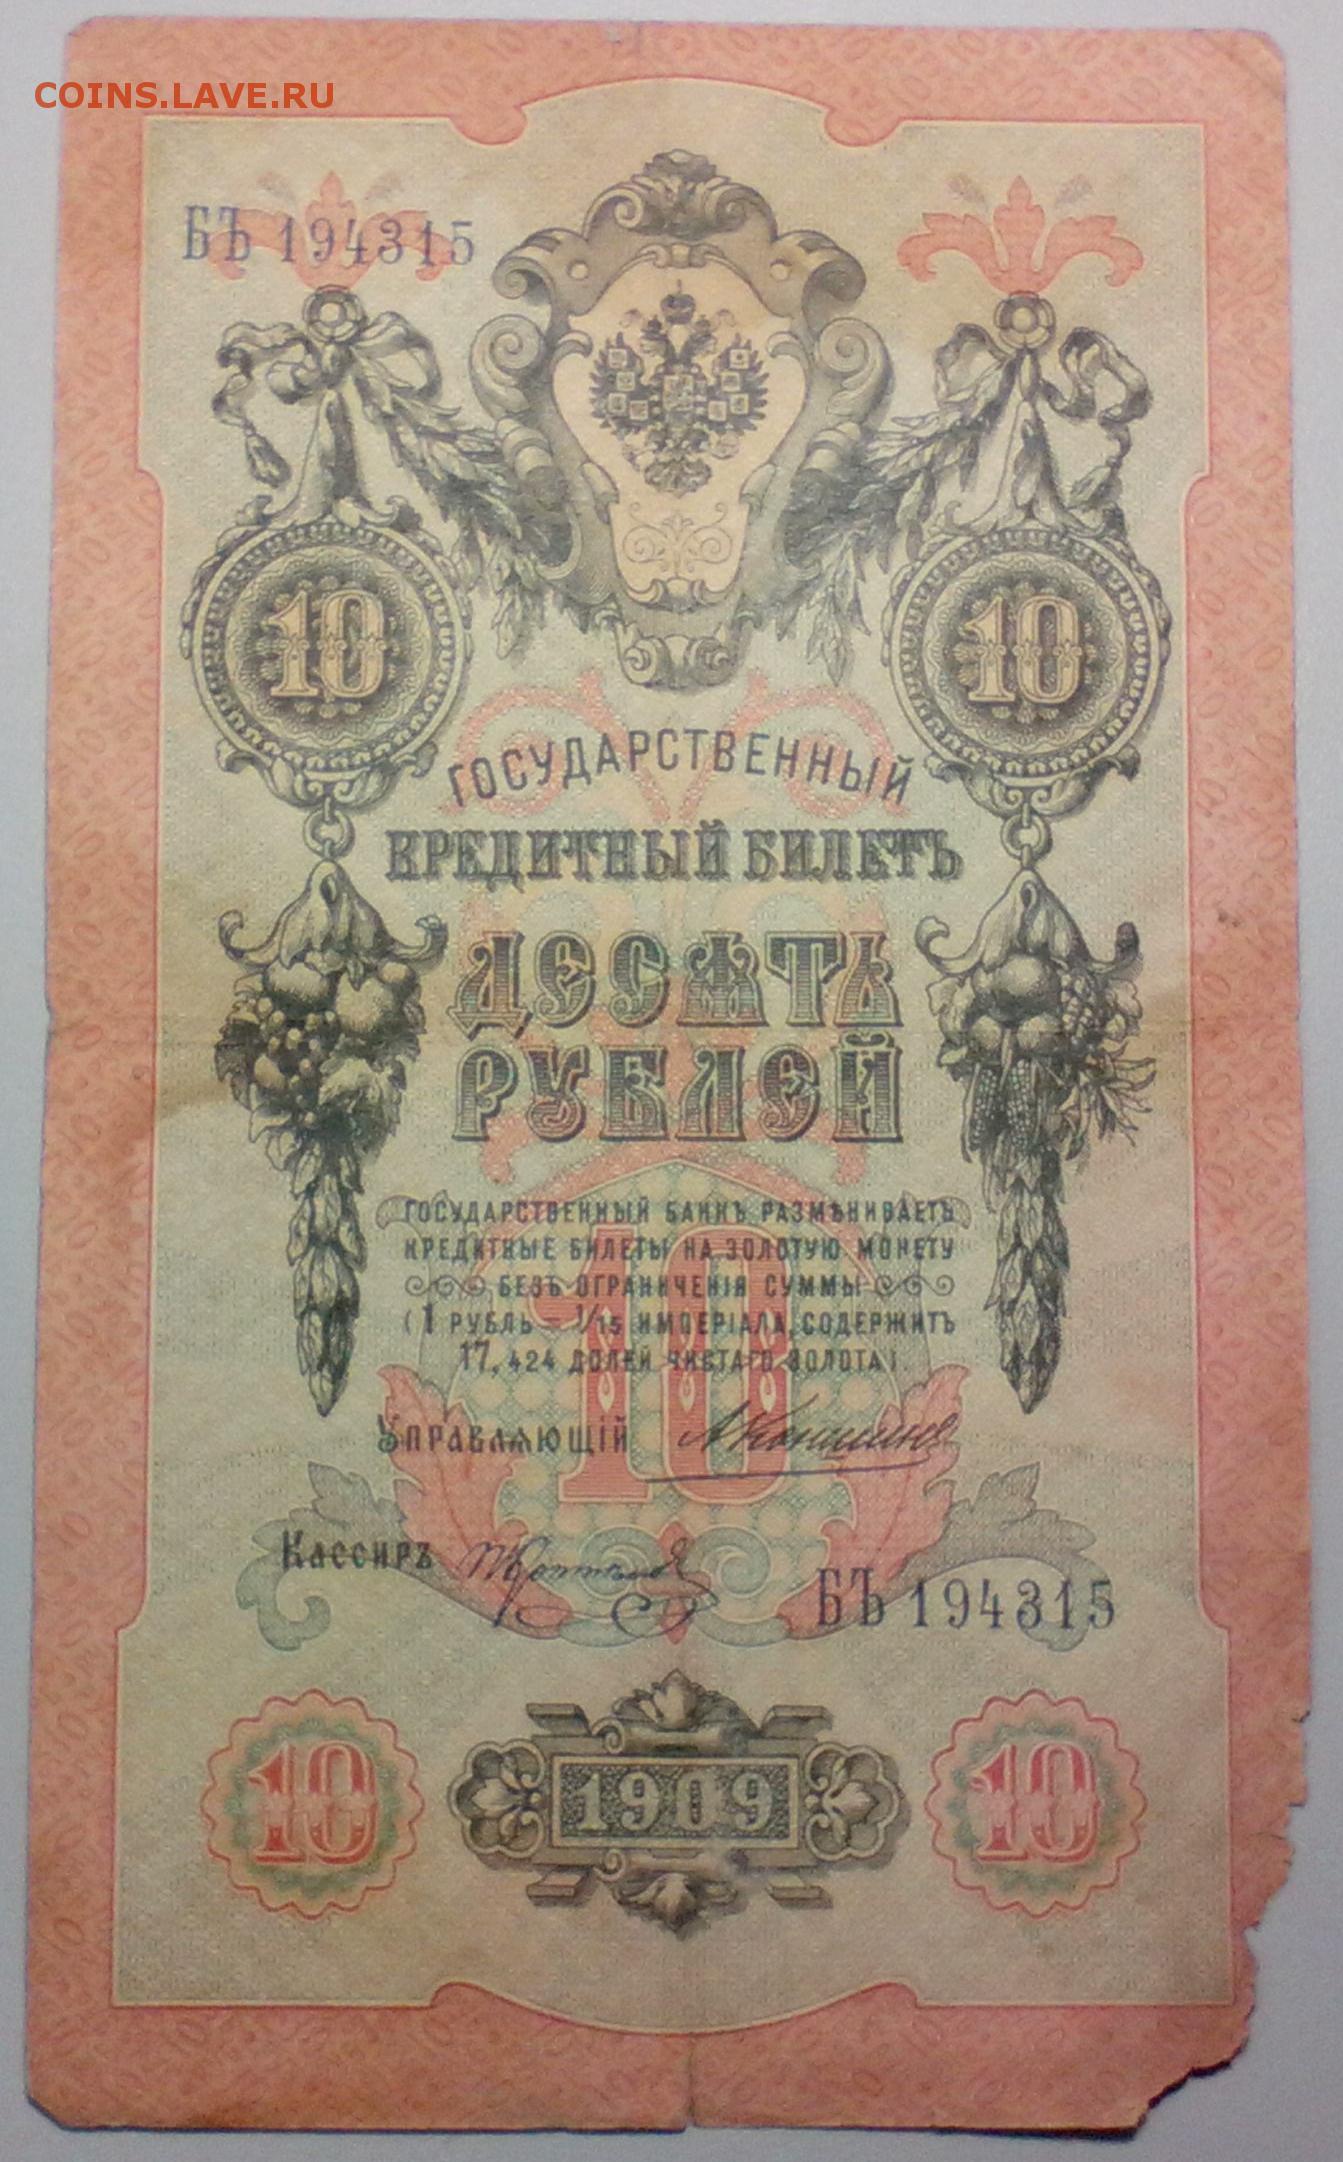 COINS.LAVE.RU
БЪ 194315
10 10
ГОСУДАРСТВЕННЫЙ
КРЕДИТНЫЙ БИЛЕТЪ
ДЕСЯТЬ
РУБЛЕЙ
ГОСУДАРСТВЕННЫЙ БАНКЪ РАЗМѢНИВАЕТЪ
КРЕДИТНЫЕ БИЛЕТЫ НА ЗОЛОТУЮ МОНЕТУ
БЕЗЪ ОГРАНИЧЕНІЯ СУММЫ
(1 РУБЛЬ = 1/15 ИМПЕРІАЛА, СОДЕРЖИТЪ
17,424 ДОЛЕЙ ЧИСТАГО ЗОЛОТА).
10
УПРАВЛЯЮЩІЙ АКоншинъ
КАССИРЪ
БЪ 194315
10 1909 10